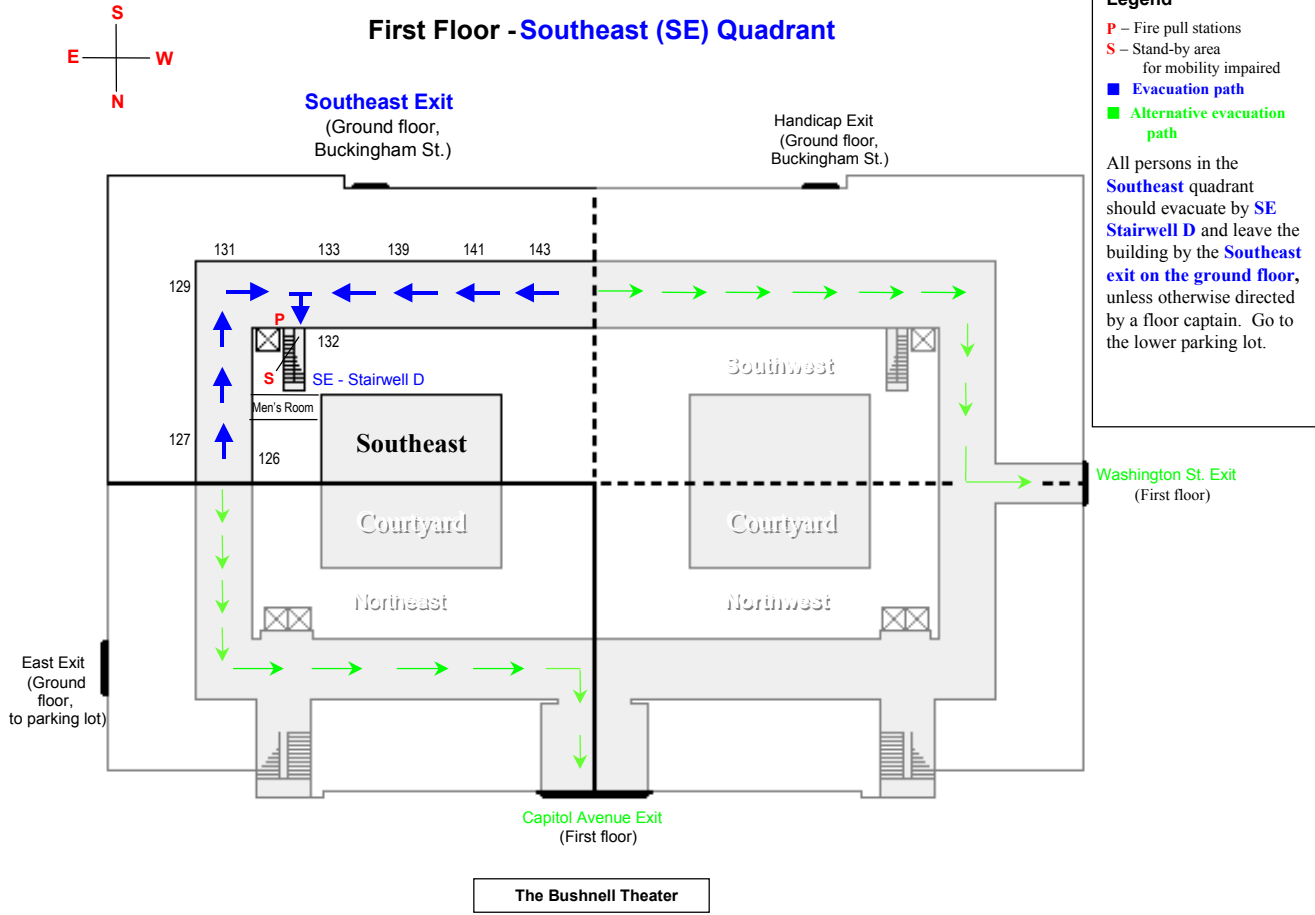 S
E W
N
First Floor - Southeast (SE) Quadrant
Legend
P – Fire pull stations
S – Stand-by area
for mobility impaired
Evacuation path
Alternative evacuation
path
All persons in the
Southeast quadrant
should evacuate by SE
Stairwell D and leave the
building by the Southeast
exit on the ground floor,
unless otherwise directed
by a floor captain. Go to
the lower parking lot.
Southeast Exit
(Ground floor,
Buckingham St.)
Handicap Exit
(Ground floor,
Buckingham St.)
131 133 139 141 143
129
P
132
S
SE - Stairwell D
Men's Room
127
126
Southeast
Southwest
Courtyard
Courtyard
Northeast
Northwest
Washington St. Exit
(First floor)
East Exit
(Ground
floor,
to parking lot)
Capitol Avenue Exit
(First floor)
The Bushnell Theater